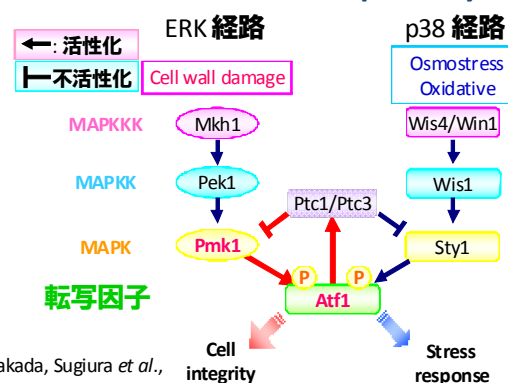 ERK 経路
p38 経路
←: 活性化
⊢不活性化
Cell wall damage
Osmostress
Oxidative
MAPKKK
Mkh1
Wis4/Win1
MAPKK
Pek1
Ptc1/Ptc3
Wis1
MAPK
Pmk1
Sty1
P
P
転写因子
Atf1
akada, Sugiura et al.,
Cell
integrity
Stress
response